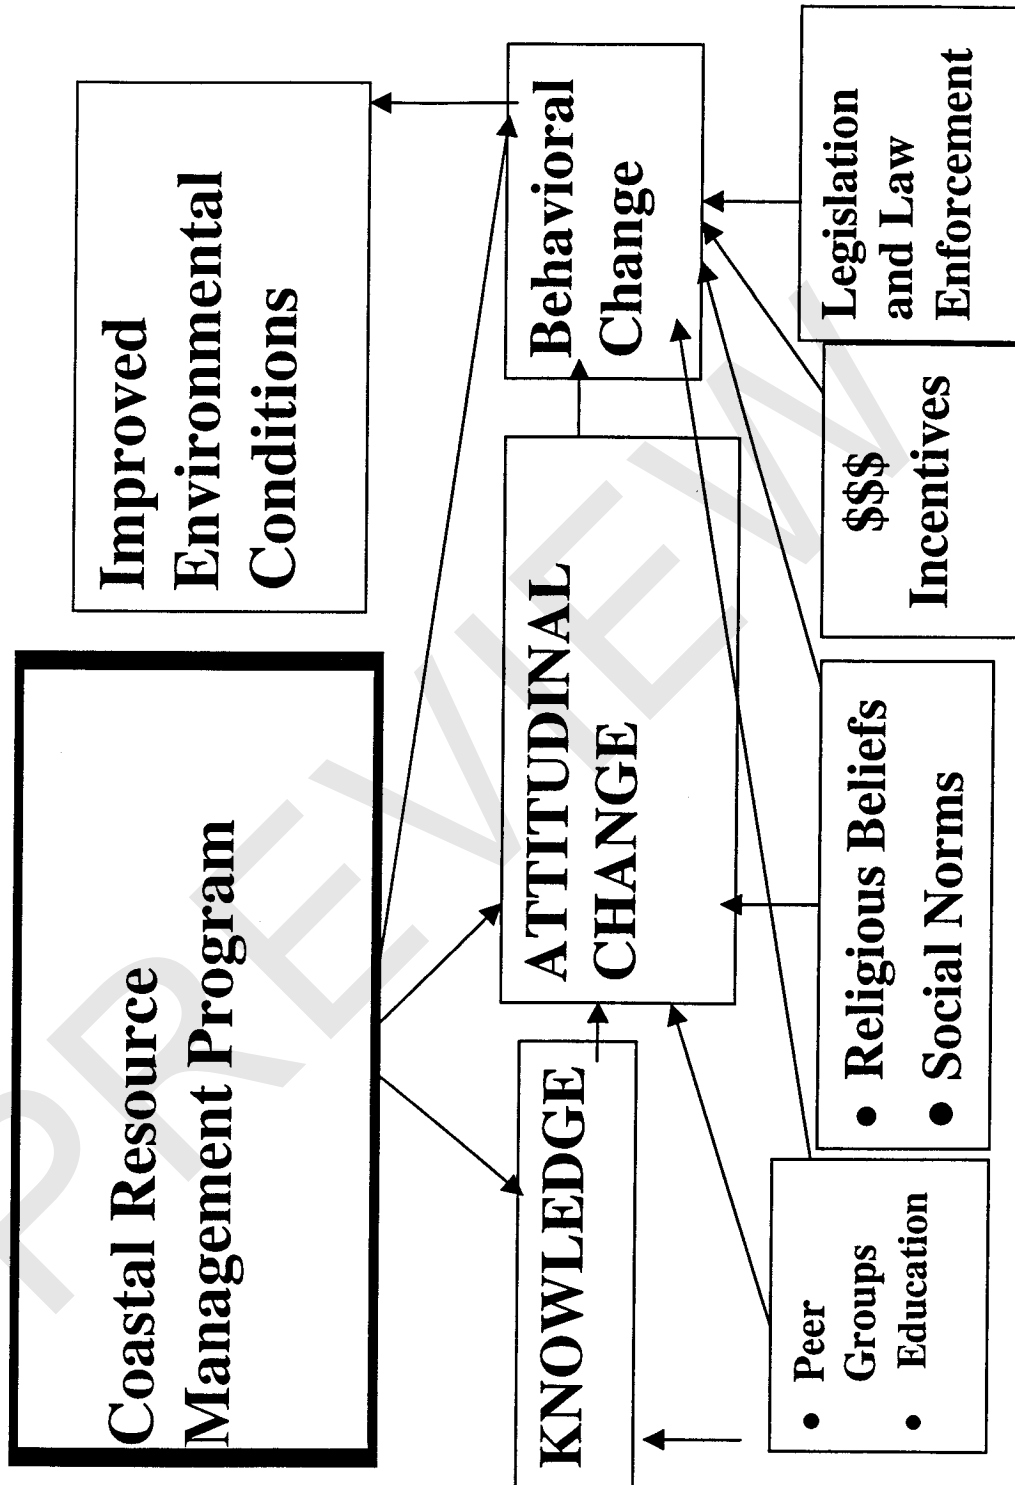 Coastal Resource
Management Program
Improved
Environmental
Conditions
KNOWLEDGE
ATTITUDINAL
CHANGE
Behavioral
Change
• Peer
Groups
• Education
• Religious Beliefs
• Social Norms
$$$
Incentives
Legislation
and Law
Enforcement
PREVIEW